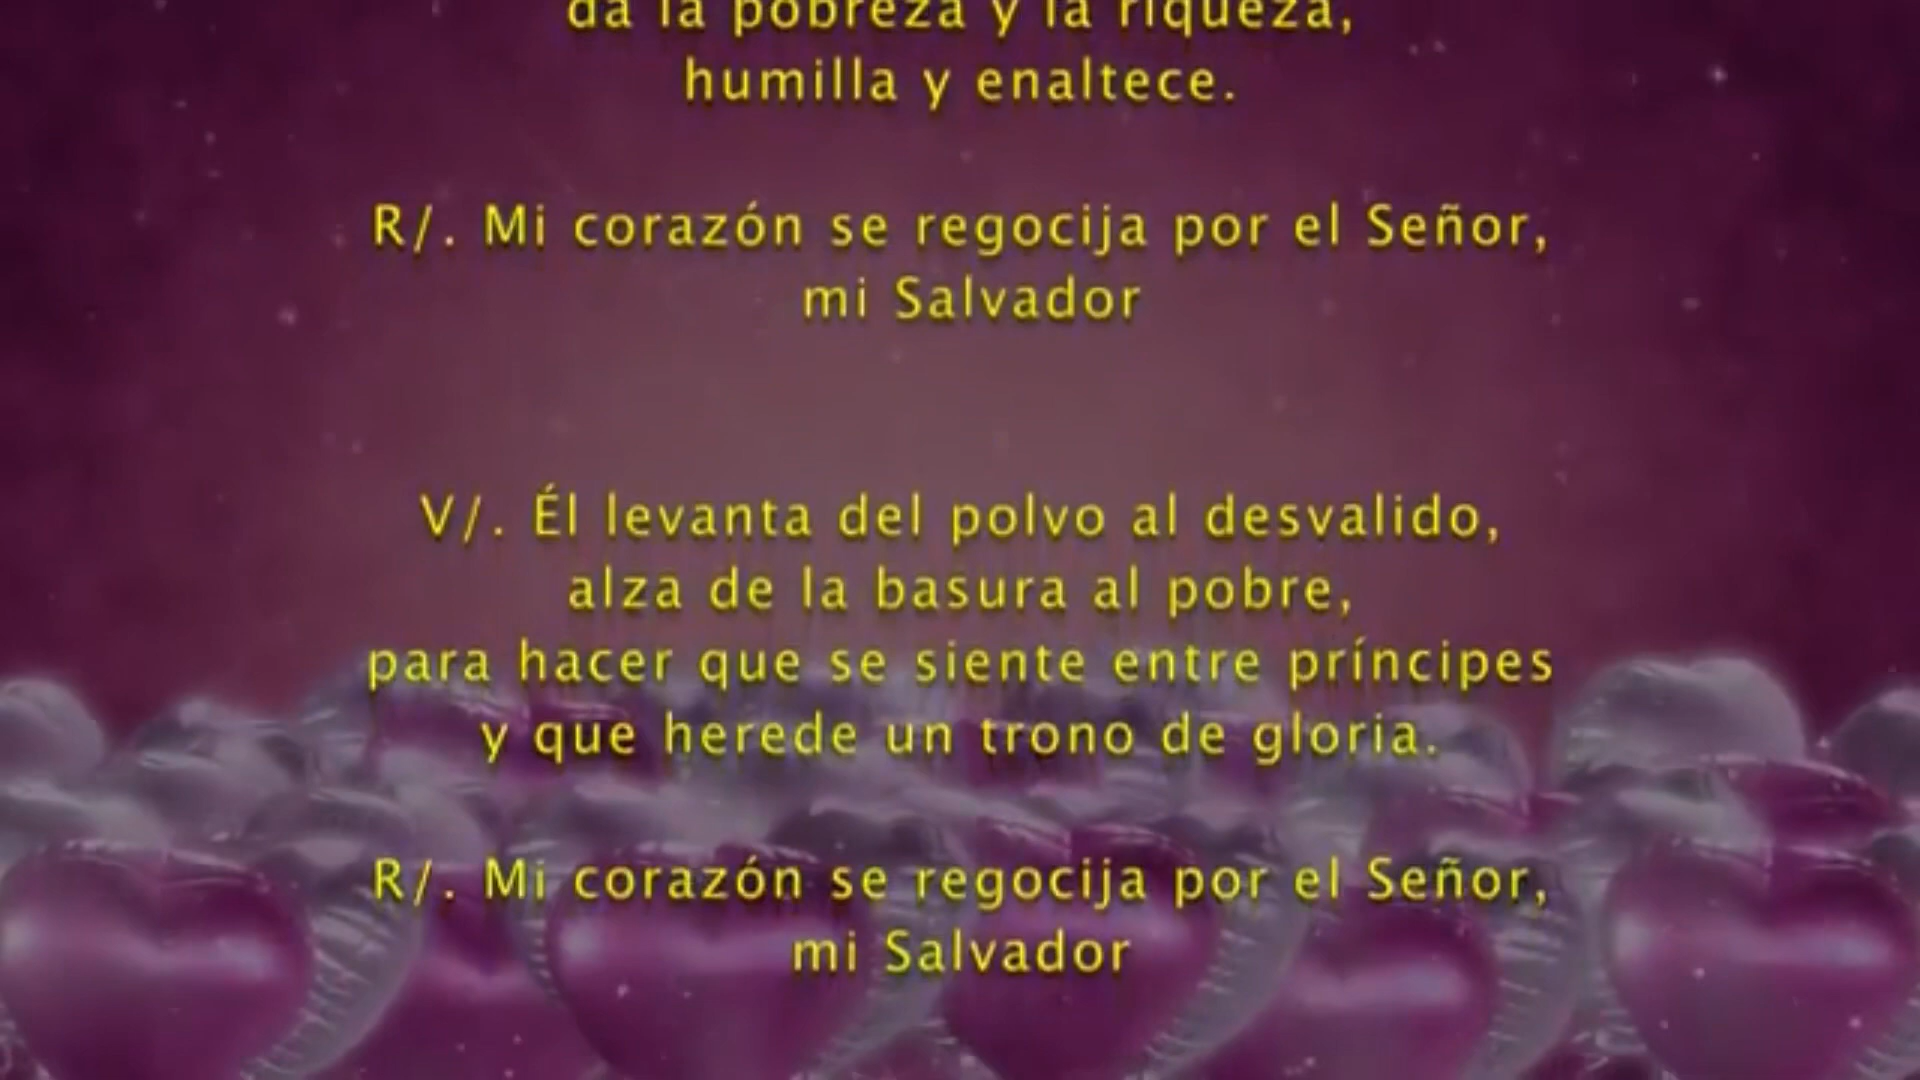 da la pobreza y la riqueza,
humilla y enaltece.
R/. Mi corazón se regocija por el Señor,
mi Salvador
V/. Él levanta del polvo al desvalido,
alza de la basura al pobre,
para hacer que se siente entre príncipes
y que herede un trono de gloria.
R/. Mi corazón se regocija por el Señor,
mi Salvador